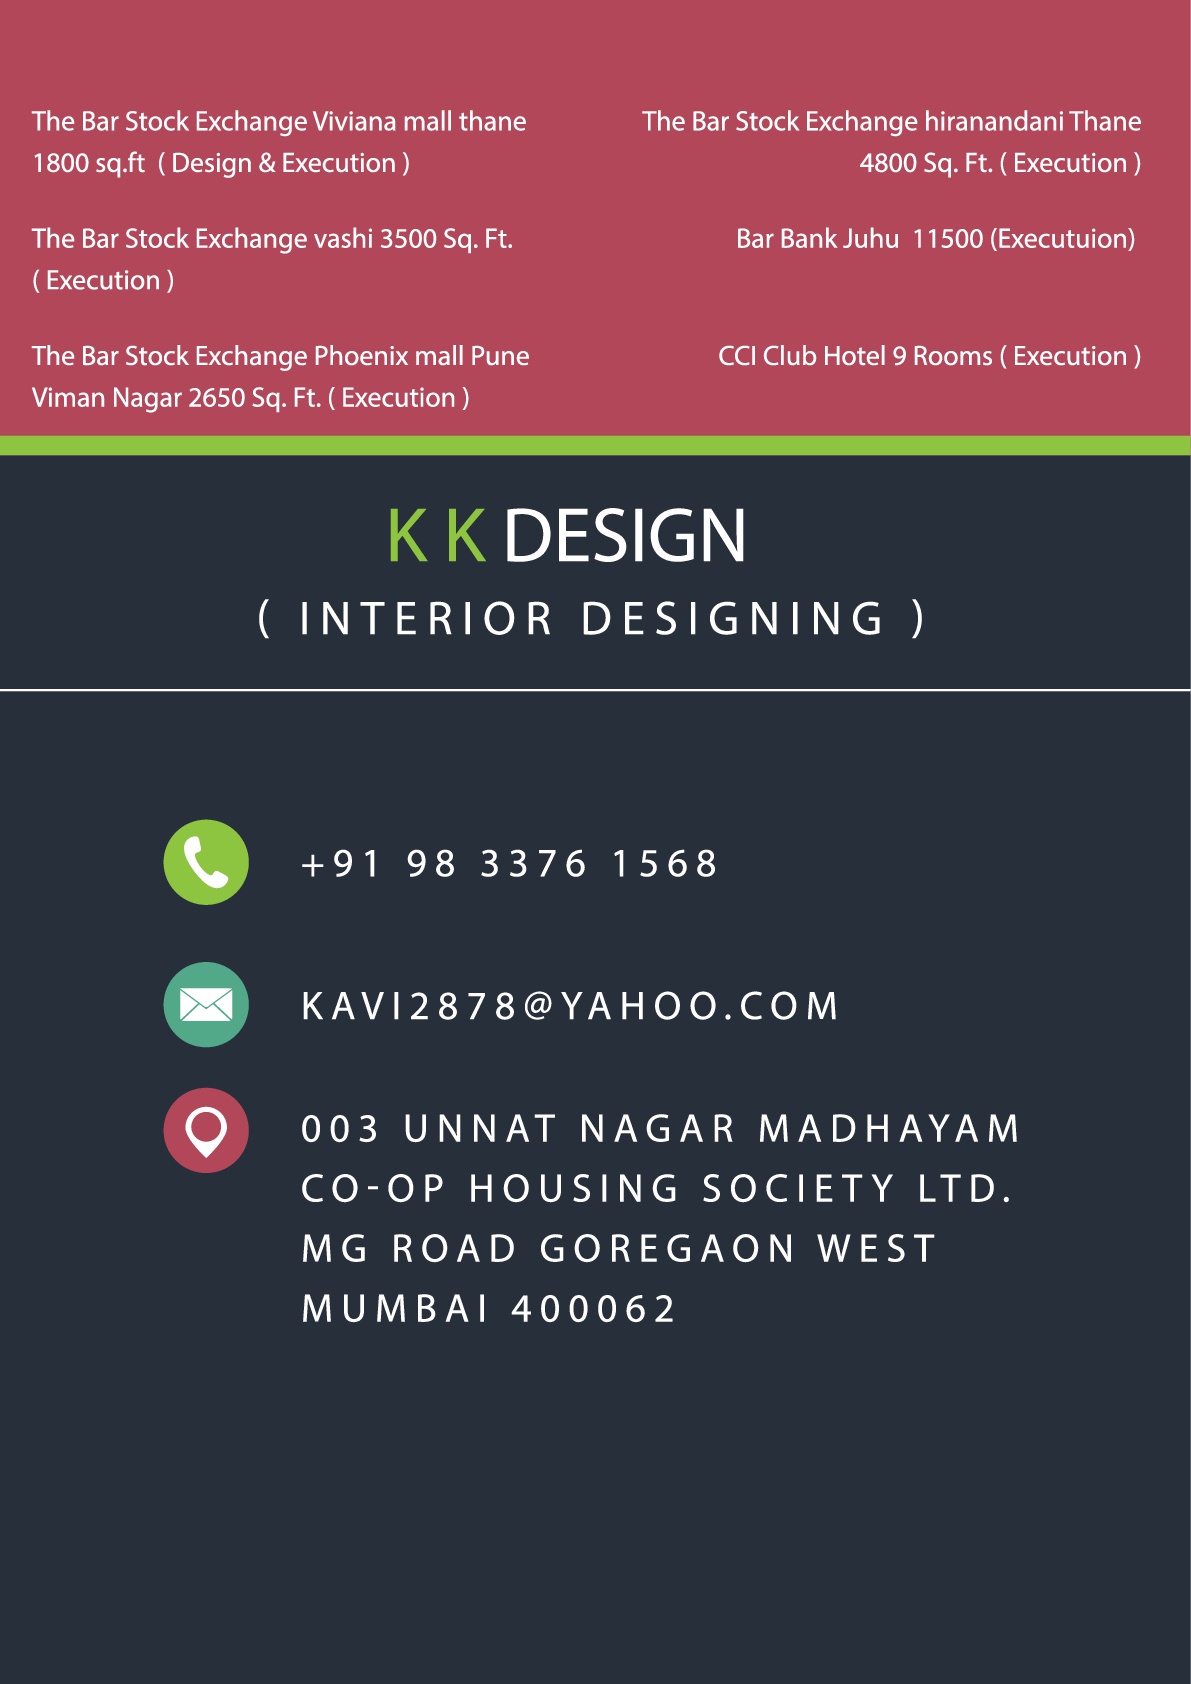 The Bar Stock Exchange Viviana mall thane
1800 sq.ft  ( Design & Execution )
The Bar Stock Exchange vashi 3500 Sq. Ft.
( Execution )
The Bar Stock Exchange Phoenix mall Pune
Viman Nagar 2650 Sq. Ft. ( Execution )
The Bar Stock Exchange hiranandani Thane
4800 Sq. Ft. ( Execution )
Bar Bank Juhu  11500 (Executuion)
CCI Club Hotel 9 Rooms ( Execution )
K K DESIGN
( INTERIOR DESIGNING )
+91 98 3376 1568
KAVI2878@YAHOO.COM
003 UNNAT NAGAR MADHAYAM
CO-OP HOUSING SOCIETY LTD.
MG ROAD GOREGAON WEST
MUMBAI 400062